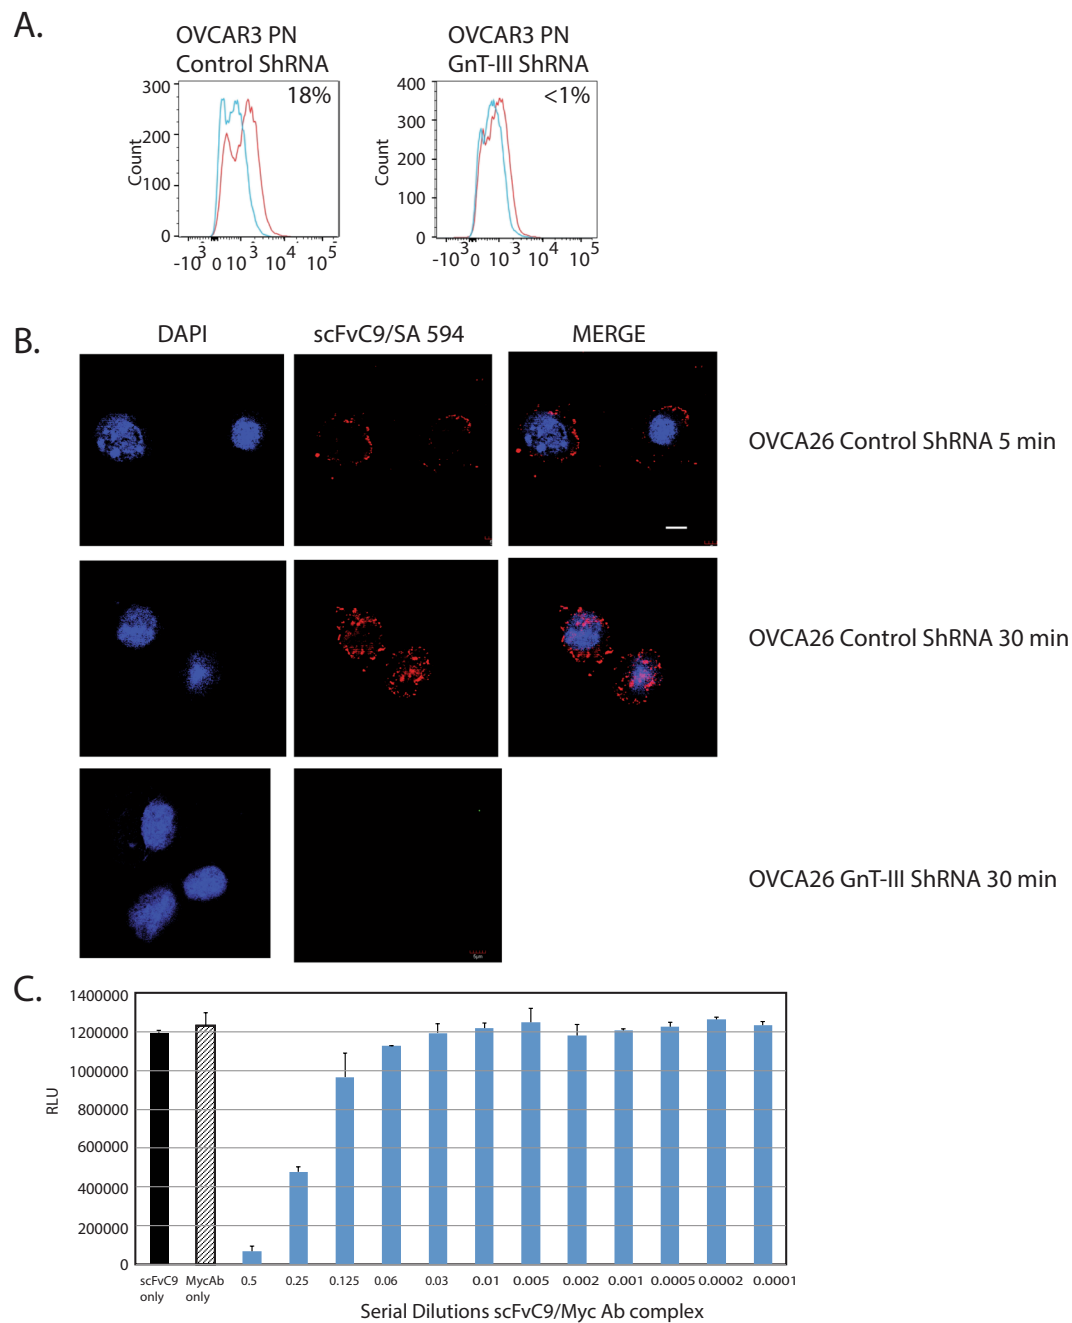 A.
OVCAR3 PN
Control ShRNA
OVCAR3 PN
GnT-III ShRNA
18%
<1%
Count
300
200
100
0
-10³ 0 10³ 10⁴ 10⁵
Count
400
300
200
100
0
-10³ 0 10³ 10⁴ 10⁵
B.
DAPI
scFvC9/SA 594
MERGE
OVCA26 Control ShRNA 5 min
OVCA26 Control ShRNA 30 min
OVCA26 GnT-III ShRNA 30 min
C.
RLU
1400000
1200000
1000000
800000
600000
400000
200000
0
scFvC9 only
MycAb only
0.5 0.25 0.125 0.06 0.03 0.01 0.005 0.002 0.001 0.0005 0.0002 0.0001
Serial Dilutions scFvC9/Myc Ab complex